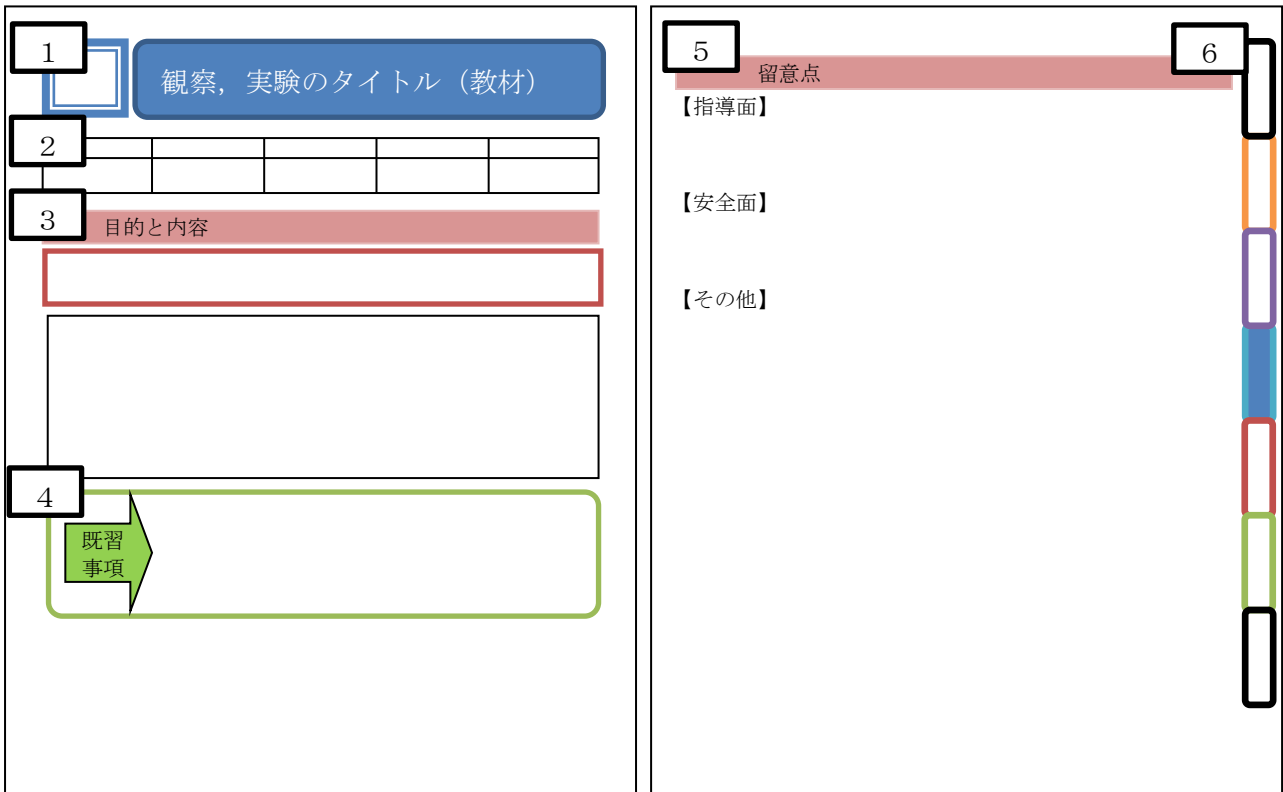 1
観察，実験のタイトル（教材）
2
3
目的と内容
4
既習
事項
5
留意点
6
【指導面】
【安全面】
【その他】